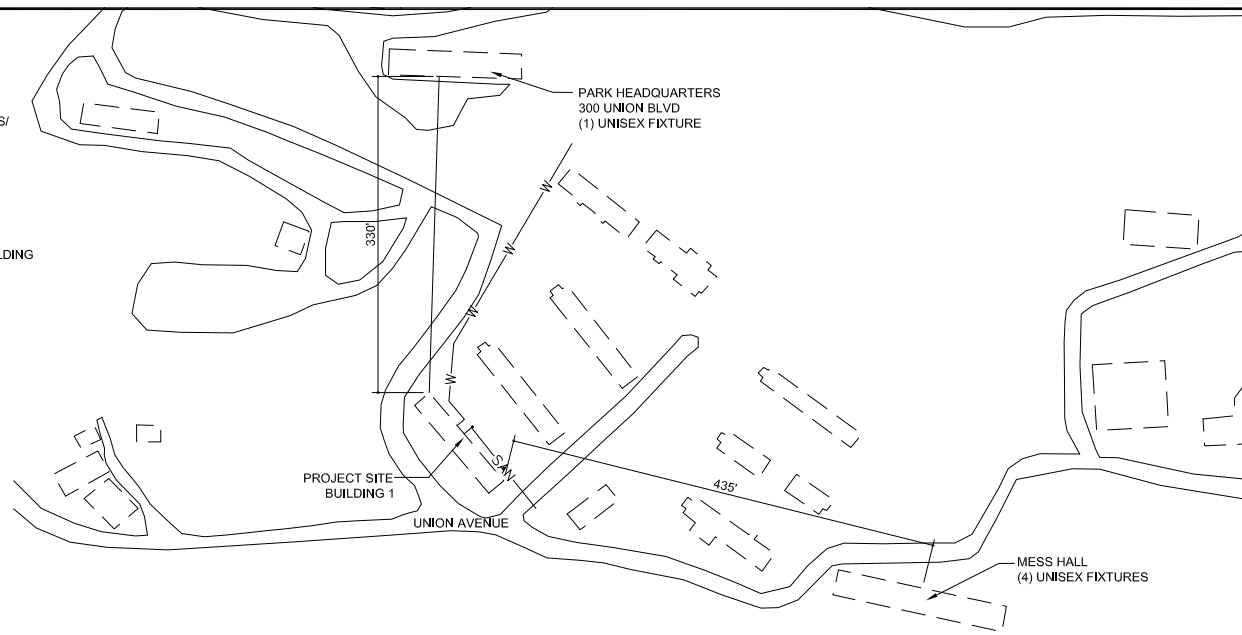 S/
LDING
PARK HEADQUARTERS
300 UNION BLVD
(1) UNISEX FIXTURE
W
W
330'
W
W
PROJECT SITE
BUILDING 1
SAN
435'
UNION AVENUE
MESS HALL
(4) UNISEX FIXTURES